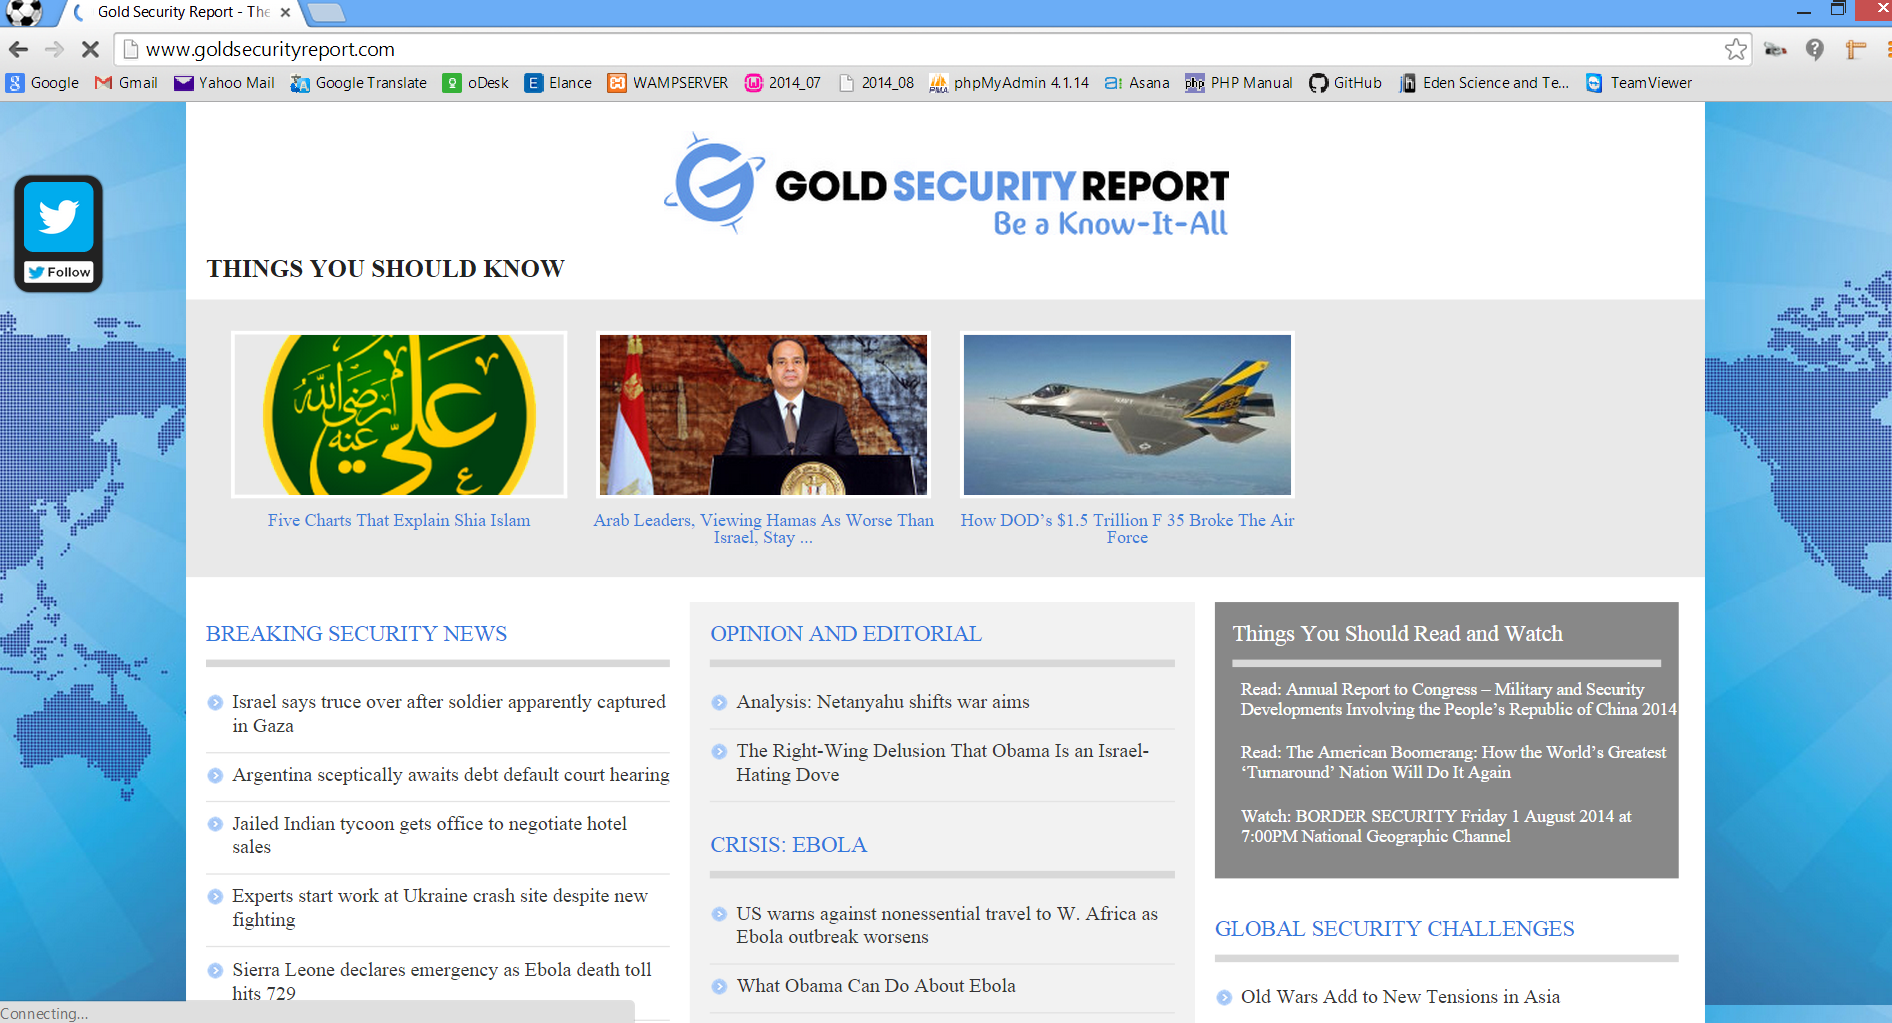 Gold Security Report - The
www.goldsecurityreport.com
Google Gmail Yahoo Mail Google Translate oDesk Elance WAMPSERVER 2014_07 2014_08 phpMyAdmin 4.1.14 Asana PHP Manual GitHub Eden Science and Te... TeamViewer
GOLD SECURITY REPORT
Be a Know-It-All
Follow
THINGS YOU SHOULD KNOW
علي
رضي الله
عنه
Five Charts That Explain Shia Islam
Arab Leaders, Viewing Hamas As Worse Than
Israel, Stay ...
How DOD’s $1.5 Trillion F 35 Broke The Air
Force
BREAKING SECURITY NEWS
Israel says truce over after soldier apparently captured
in Gaza
Argentina sceptically awaits debt default court hearing
Jailed Indian tycoon gets office to negotiate hotel
sales
Experts start work at Ukraine crash site despite new
fighting
Sierra Leone declares emergency as Ebola death toll
hits 729
OPINION AND EDITORIAL
Analysis: Netanyahu shifts war aims
The Right-Wing Delusion That Obama Is an Israel-
Hating Dove
CRISIS: EBOLA
US warns against nonessential travel to W. Africa as
Ebola outbreak worsens
What Obama Can Do About Ebola
Things You Should Read and Watch
Read: Annual Report to Congress – Military and Security
Developments Involving the People’s Republic of China 2014
Read: The American Boomerang: How the World’s Greatest
‘Turnaround’ Nation Will Do It Again
Watch: BORDER SECURITY Friday 1 August 2014 at
7:00PM National Geographic Channel
GLOBAL SECURITY CHALLENGES
Old Wars Add to New Tensions in Asia
Connecting...